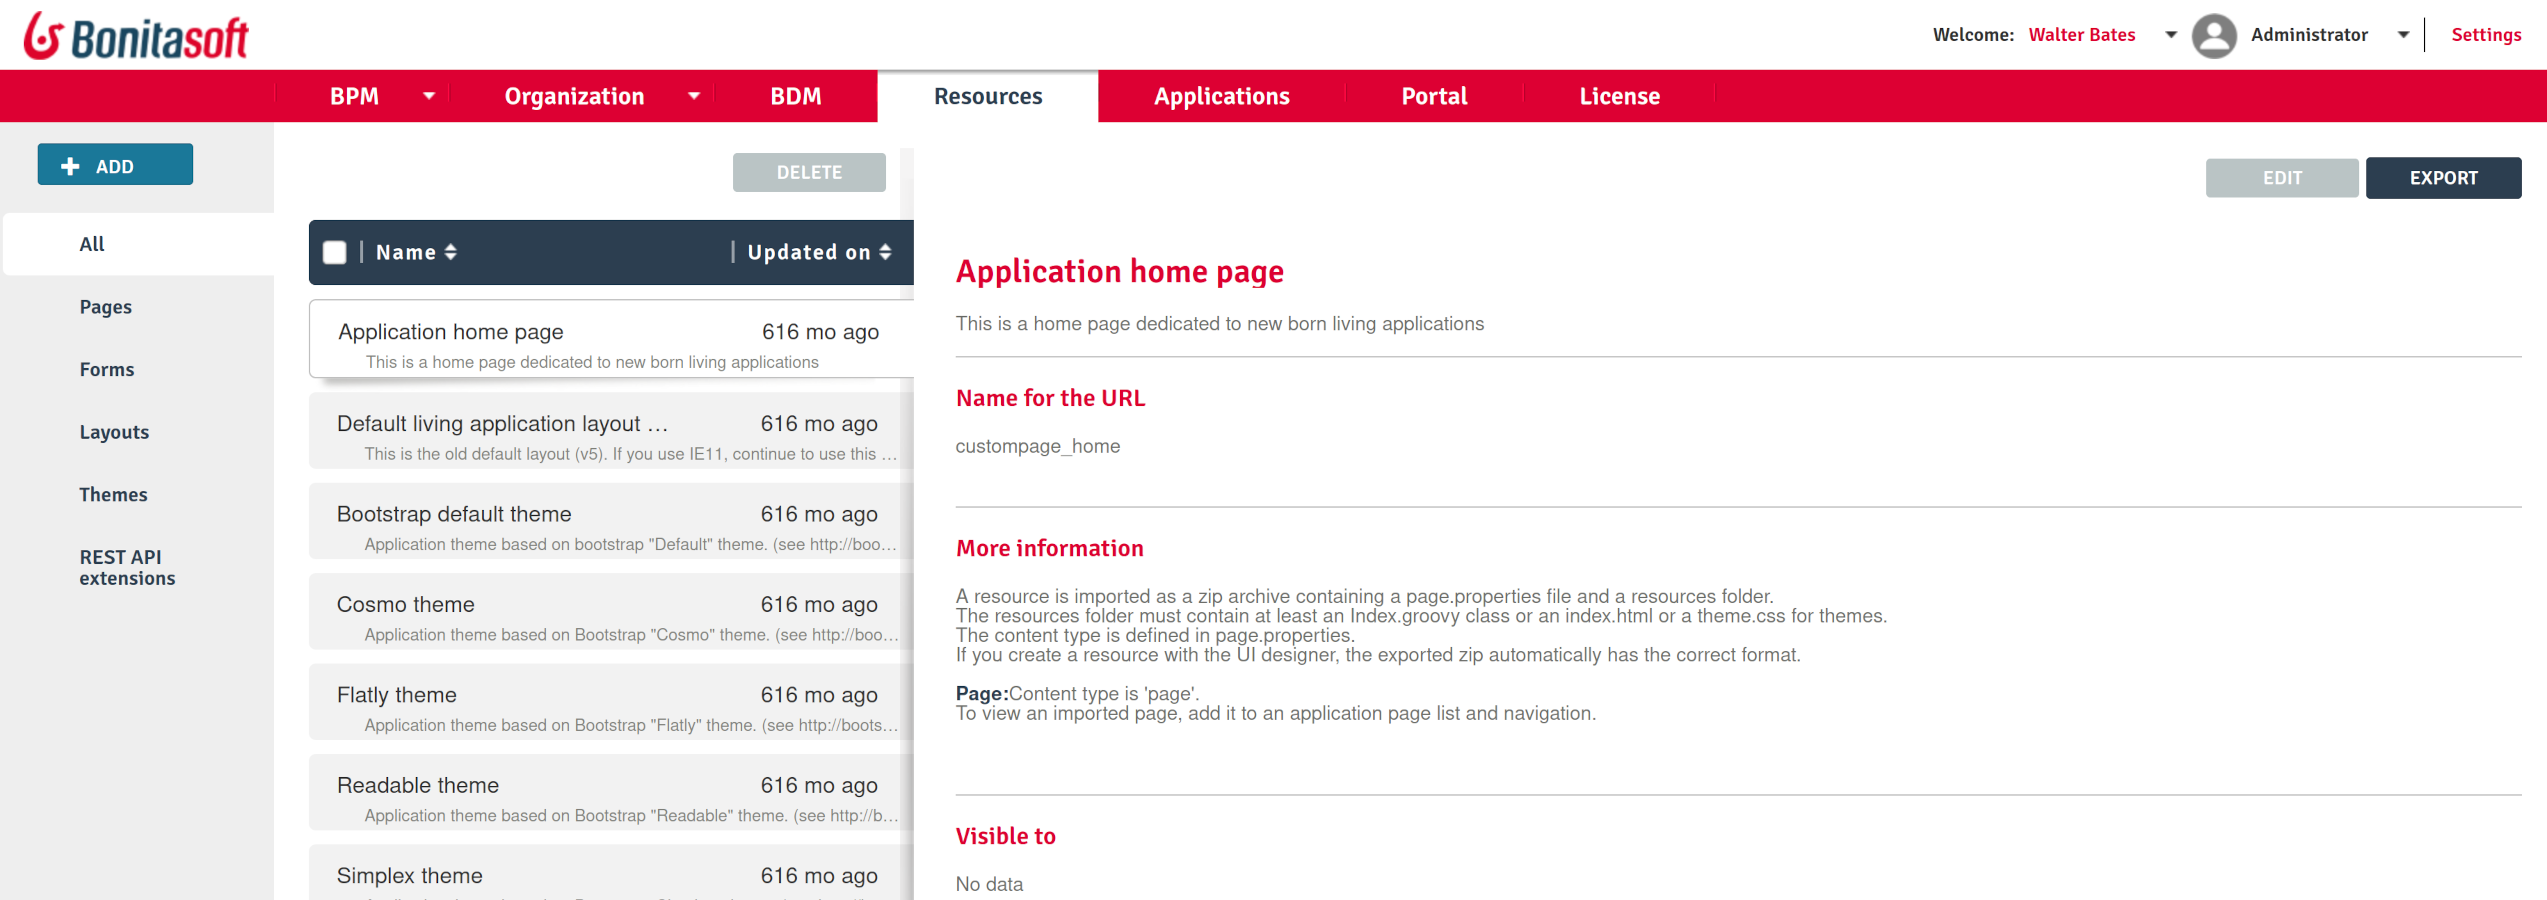 Bonitasoft
Welcome: Walter Bates Administrator Settings
BPM Organization BDM Resources Applications Portal License
ADD
All
Pages
Forms
Layouts
Themes
REST API
extensions
DELETE
Name Updated on
Application home page 616 mo ago
This is a home page dedicated to new born living applications
Default living application layout … 616 mo ago
This is the old default layout (v5). If you use IE11, continue to use this …
Bootstrap default theme 616 mo ago
Application theme based on bootstrap "Default" theme. (see http://boo…
Cosmo theme 616 mo ago
Application theme based on Bootstrap "Cosmo" theme. (see http://boo…
Flatly theme 616 mo ago
Application theme based on Bootstrap "Flatly" theme. (see http://boots…
Readable theme 616 mo ago
Application theme based on Bootstrap "Readable" theme. (see http://b…
Simplex theme 616 mo ago
EDIT EXPORT
Application home page
This is a home page dedicated to new born living applications
Name for the URL
custompage_home
More information
A resource is imported as a zip archive containing a page.properties file and a resources folder.
The resources folder must contain at least an Index.groovy class or an index.html or a theme.css for themes.
The content type is defined in page.properties.
If you create a resource with the UI designer, the exported zip automatically has the correct format.
Page:Content type is 'page'.
To view an imported page, add it to an application page list and navigation.
Visible to
No data